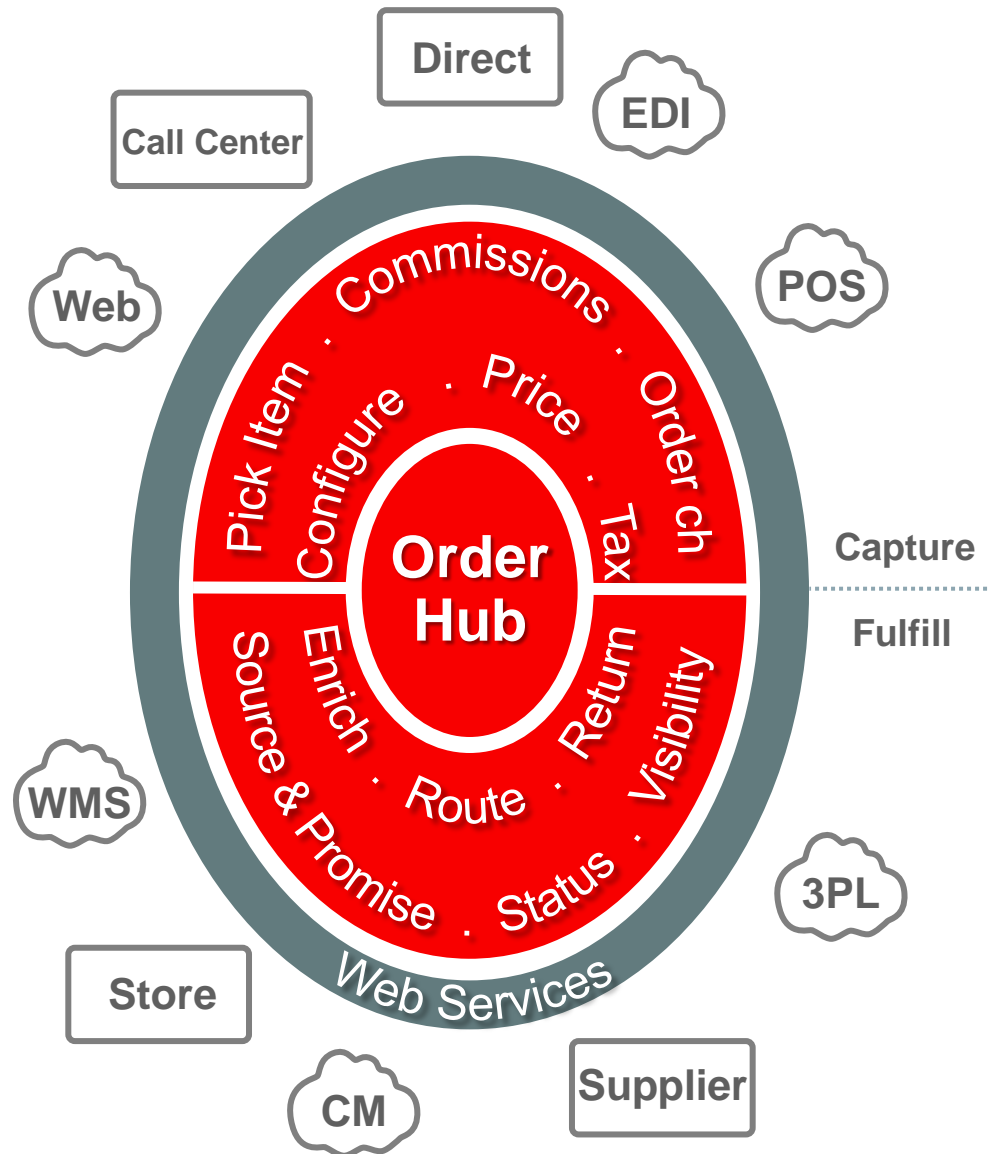 Direct
EDI
Call Center
POS
Web
Pick Item . Commissions . Order ch
Configure . Price . Tax
Order
Hub
Capture
Fulfill
Enrich . Route . Return
Source & Promise . Status . Visibility
WMS
3PL
Store
Web Services
Supplier
CM